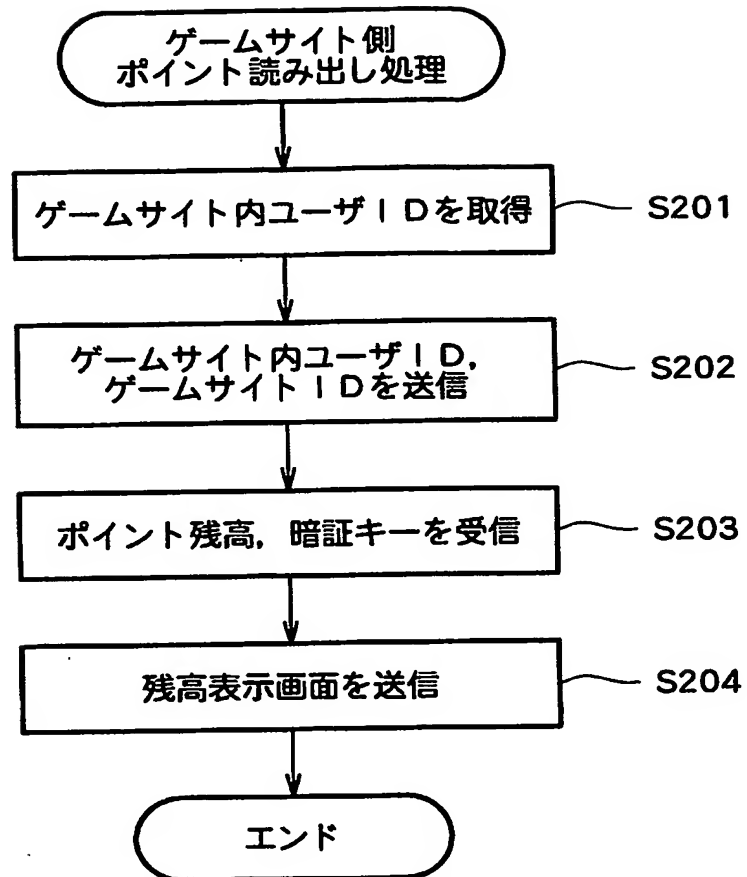 ゲームサイト側
ポイント読み出し処理
ゲームサイト内ユーザIDを取得
S201
ゲームサイト内ユーザID,
ゲームサイトIDを送信
S202
ポイント残高, 暗証キーを受信
S203
残高表示画面を送信
S204
エンド